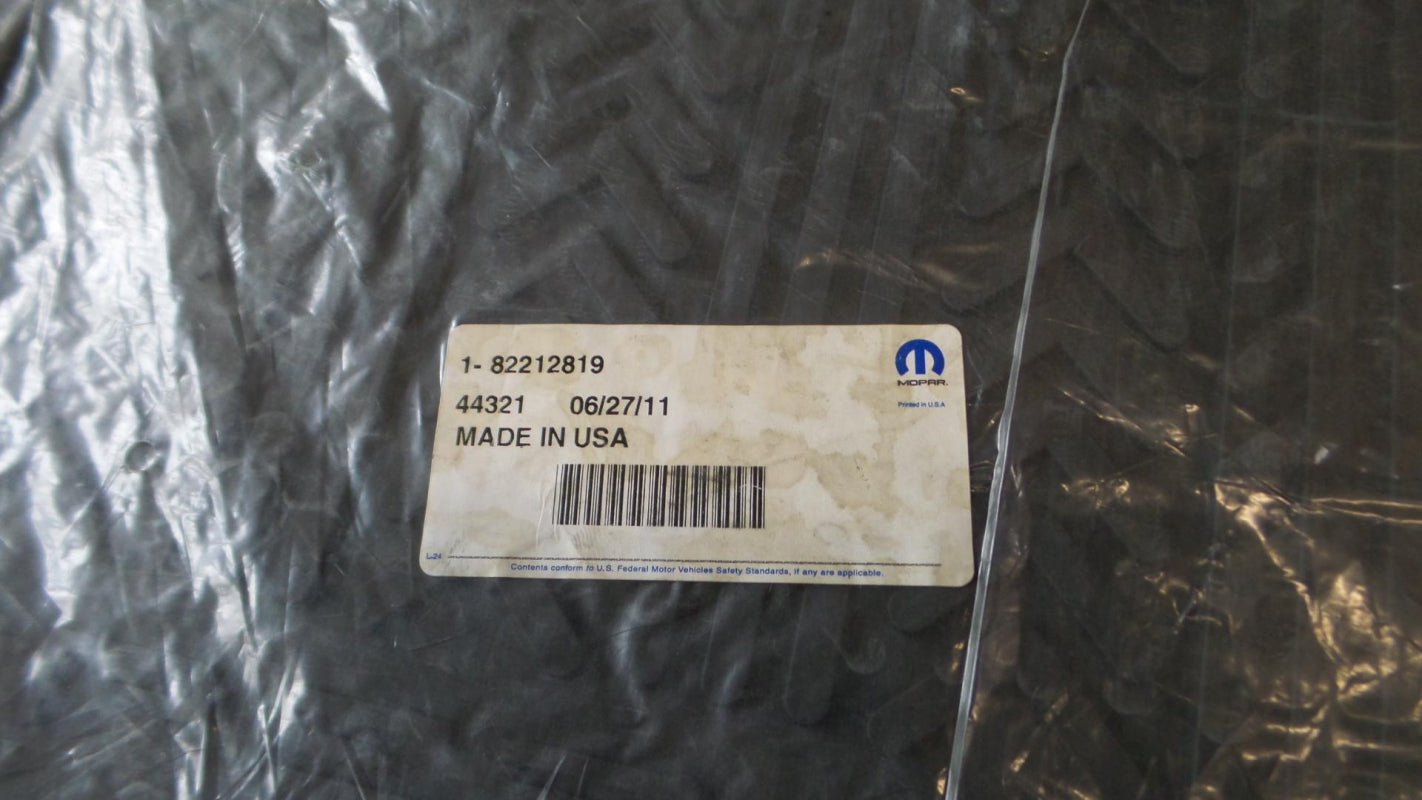 1- 82212819
MOPAR.
44321 06/27/11
Printed in U.S.A
MADE IN USA
L-24
Contents conform to U.S. Federal Motor Vehicles Safety Standards, if any are applicable.